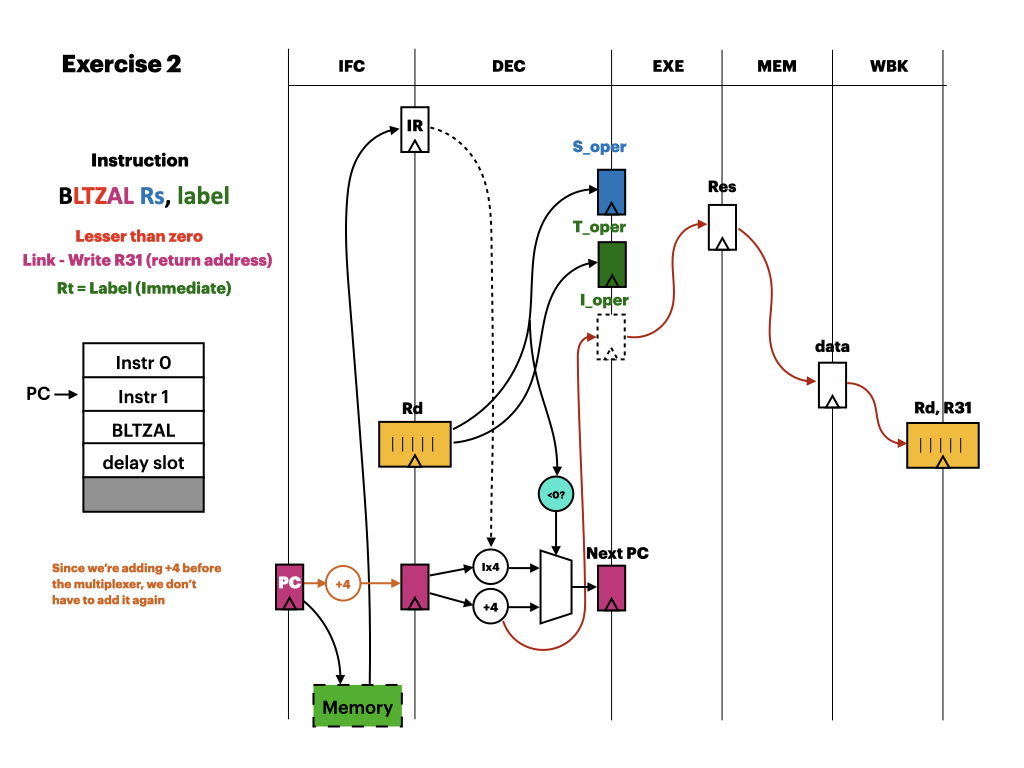 Exercise 2
IFC
DEC
EXE
MEM
WBK
IR
Instruction
BLTZAL Rs, label
Lesser than zero
Link - Write R31 (return address)
Rt = Label (Immediate)
S_oper
T_oper
I_oper
Res
data
Rd
Rd, R31
PC
Instr 0
Instr 1
BLTZAL
delay slot
<0?
Since we're adding +4 before
the multiplexer, we don't
have to add it again
PC
+4
Ix4
+4
Next PC
Memory